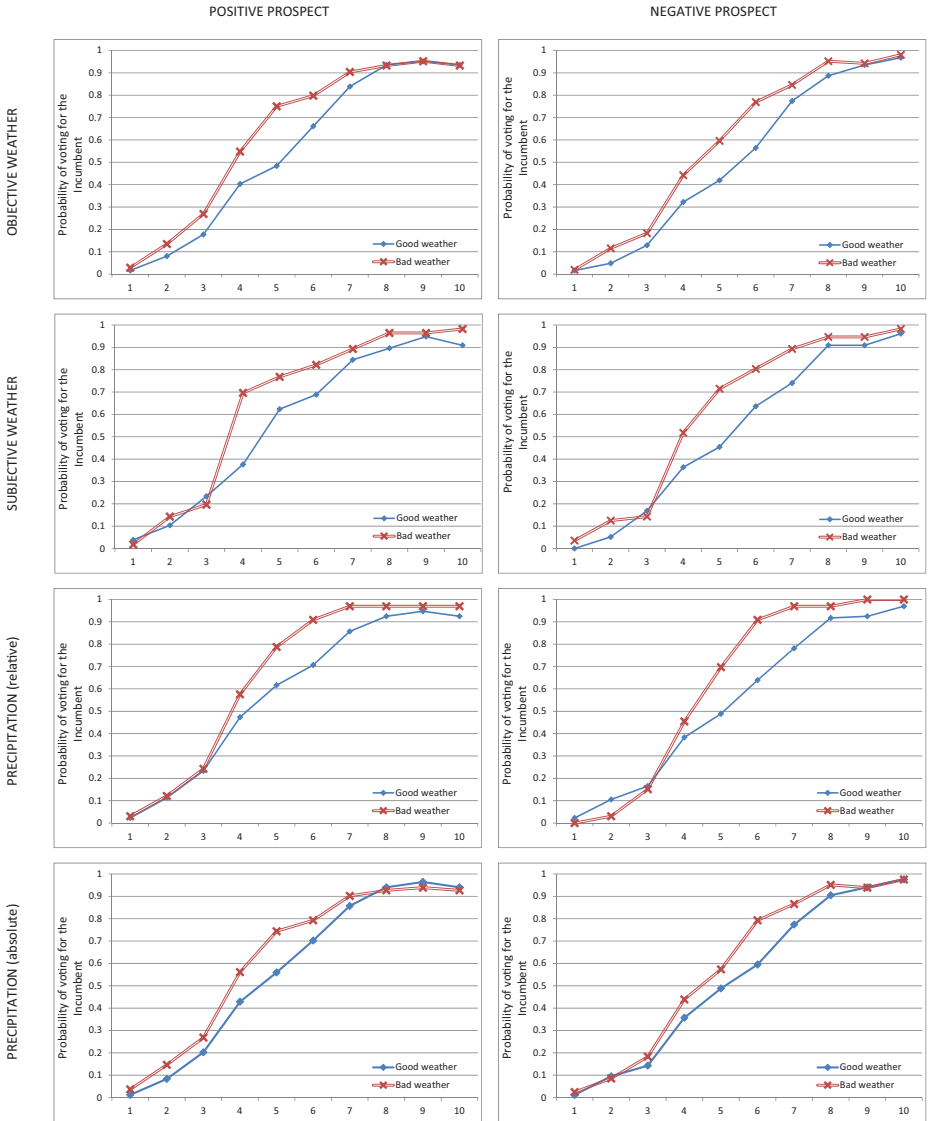 POSITIVE PROSPECT
NEGATIVE PROSPECT
OBJECTIVE WEATHER
Probability of voting for the
Incumbent
1
0.9
0.8
0.7
0.6
0.5
0.4
0.3
0.2
0.1
0
Good weather
Bad weather
1 2 3 4 5 6 7 8 9 10
Probability of voting for the
Incumbent
1
0.9
0.8
0.7
0.6
0.5
0.4
0.3
0.2
0.1
0
Good weather
Bad weather
1 2 3 4 5 6 7 8 9 10
SUBJECTIVE WEATHER
Probability of voting for the
Incumbent
1
0.9
0.8
0.7
0.6
0.5
0.4
0.3
0.2
0.1
0
Good weather
Bad weather
1 2 3 4 5 6 7 8 9 10
Probability of voting for the
Incumbent
1
0.9
0.8
0.7
0.6
0.5
0.4
0.3
0.2
0.1
0
Good weather
Bad weather
1 2 3 4 5 6 7 8 9 10
PRECIPITATION (relative)
Probability of voting for the
Incumbent
1
0.9
0.8
0.7
0.6
0.5
0.4
0.3
0.2
0.1
0
Good weather
Bad weather
1 2 3 4 5 6 7 8 9 10
Probability of voting for the
Incumbent
1
0.9
0.8
0.7
0.6
0.5
0.4
0.3
0.2
0.1
0
Good weather
Bad weather
1 2 3 4 5 6 7 8 9 10
PRECIPITATION (absolute)
Probability of voting for the
Incumbent
1
0.9
0.8
0.7
0.6
0.5
0.4
0.3
0.2
0.1
0
Good weather
Bad weather
1 2 3 4 5 6 7 8 9 10
Probability of voting for the
Incumbent
1
0.9
0.8
0.7
0.6
0.5
0.4
0.3
0.2
0.1
0
Good weather
Bad weather
1 2 3 4 5 6 7 8 9 10